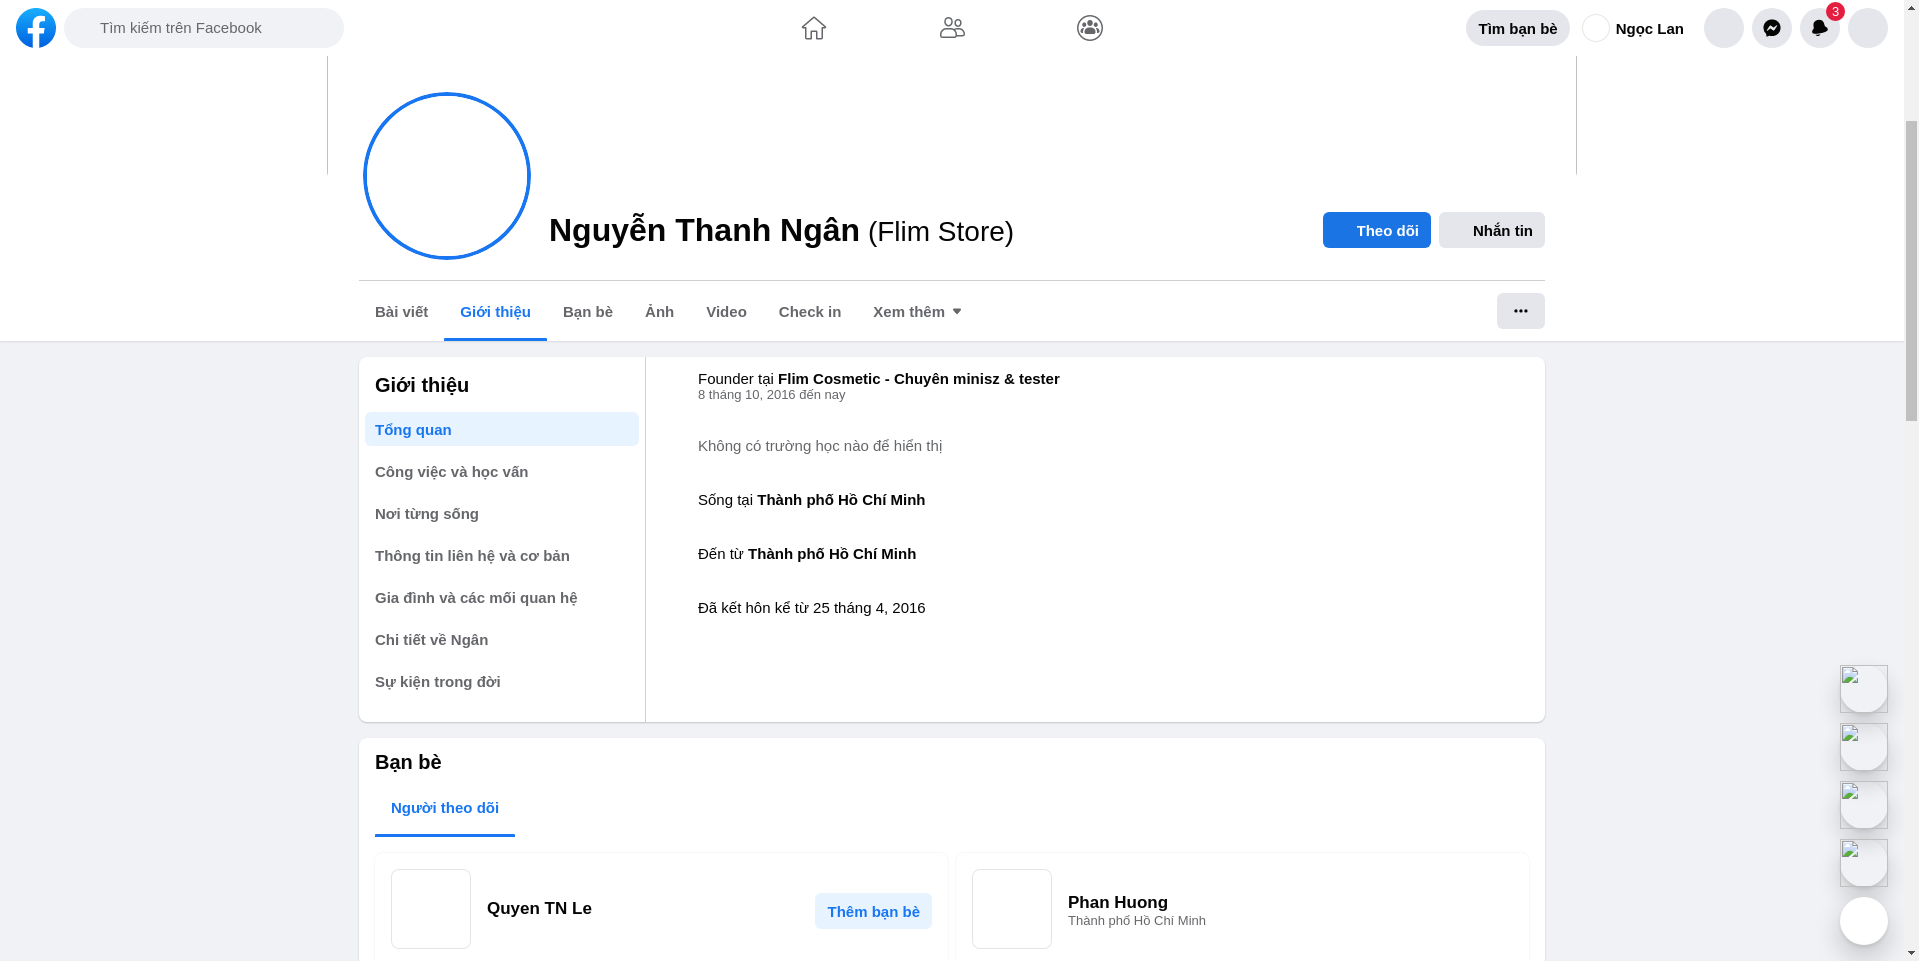 Tìm kiếm trên Facebook
Tìm bạn bè
Ngọc Lan
3
Nguyễn Thanh Ngân (Flim Store)
Theo dõi
Nhắn tin
Bài viết
Giới thiệu
Bạn bè
Ảnh
Video
Check in
Xem thêm
Giới thiệu
Tổng quan
Công việc và học vấn
Nơi từng sống
Thông tin liên hệ và cơ bản
Gia đình và các mối quan hệ
Chi tiết về Ngân
Sự kiện trong đời
Founder tại Flim Cosmetic - Chuyên minisz & tester
8 tháng 10, 2016 đến nay
Không có trường học nào để hiển thị
Sống tại Thành phố Hồ Chí Minh
Đến từ Thành phố Hồ Chí Minh
Đã kết hôn kể từ 25 tháng 4, 2016
Bạn bè
Người theo dõi
Quyen TN Le
Thêm bạn bè
Phan Huong
Thành phố Hồ Chí Minh